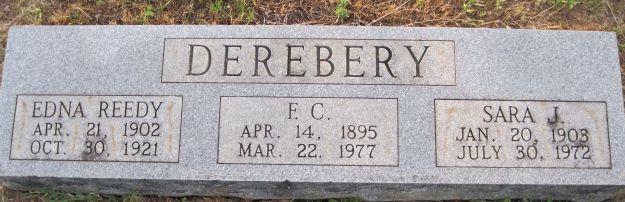 DEREBERY
EDNA REEDY
APR. 21, 1902
OCT. 30, 1921
F. C.
APR. 14, 1895
MAR. 22, 1977
SARA J.
JAN. 20, 1903
JULY 30, 1972